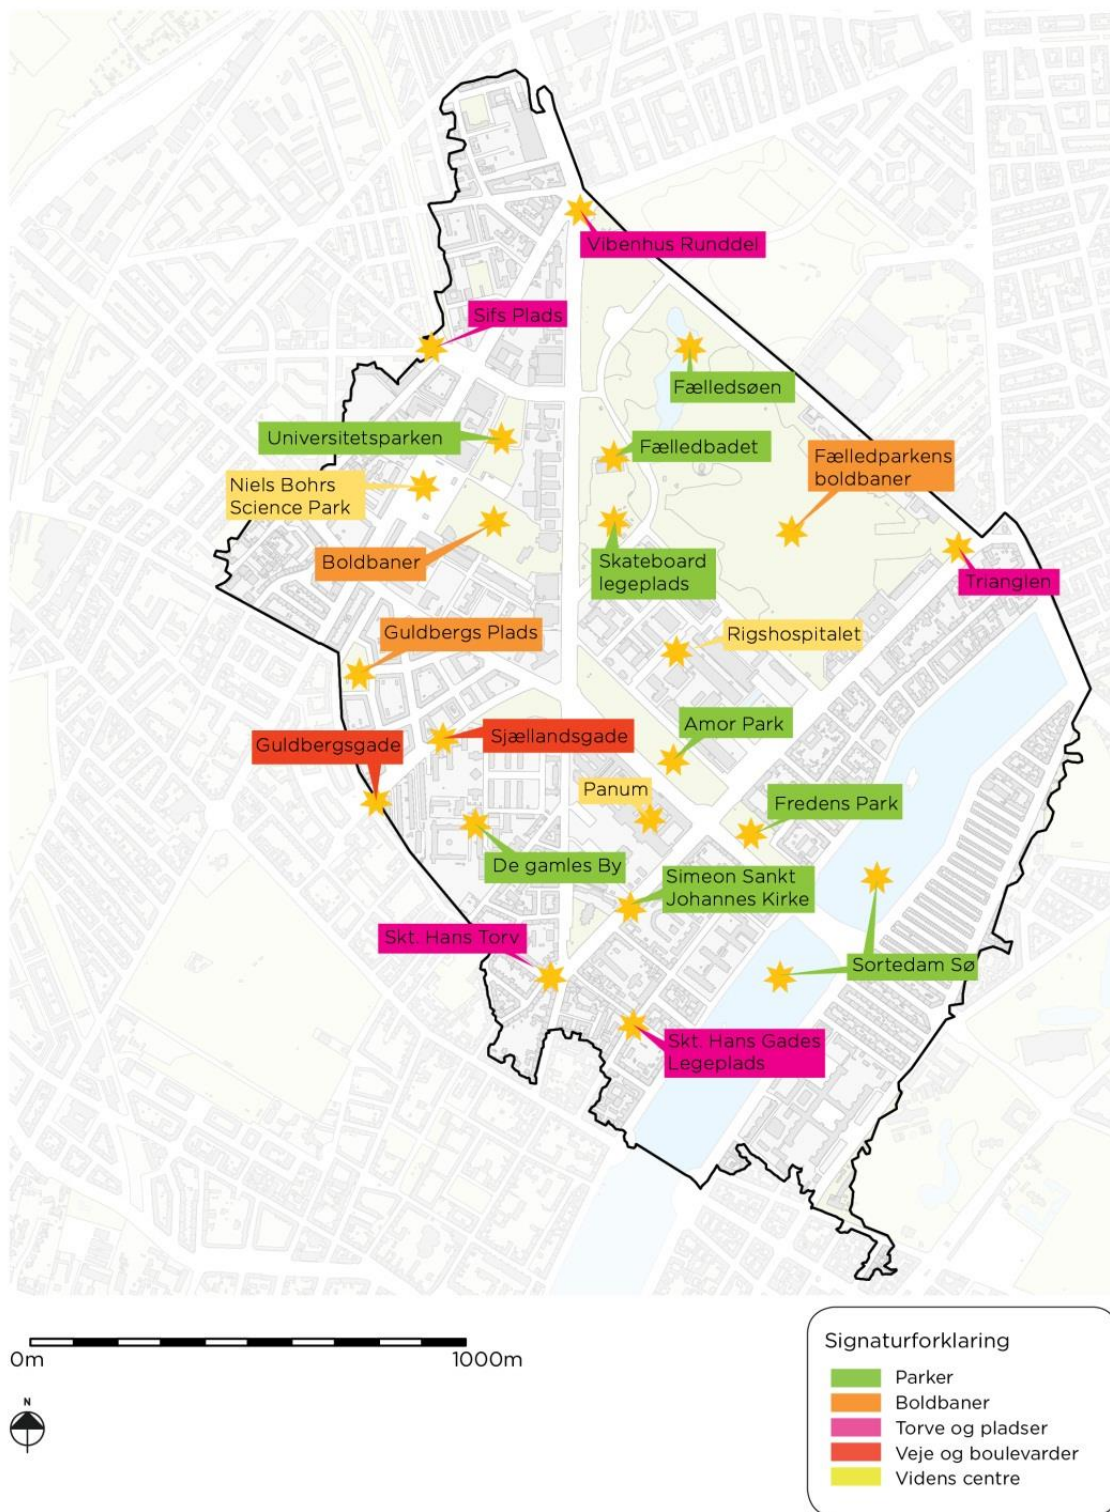 Vibenhus Runddel
Sifs Plads
Fælledsøen
Universitetsparken
Fælledbadet
Fælledparkens
boldbaner
Niels Bohrs
Science Park
Boldbaner
Skateboard
legeplads
Trianglen
Guldbergs Plads
Rigshospitalet
Amor Park
Sjællandsgade
Guldbergsgade
Panum
Fredens Park
De gamles By
Simeon Sankt
Johannes Kirke
Skt. Hans Torv
Sortedam Sø
Skt. Hans Gades
Legeplads
0m
1000m
N
Signaturforklaring
Parker
Boldbaner
Torve og pladser
Veje og boulevarder
Videns centre